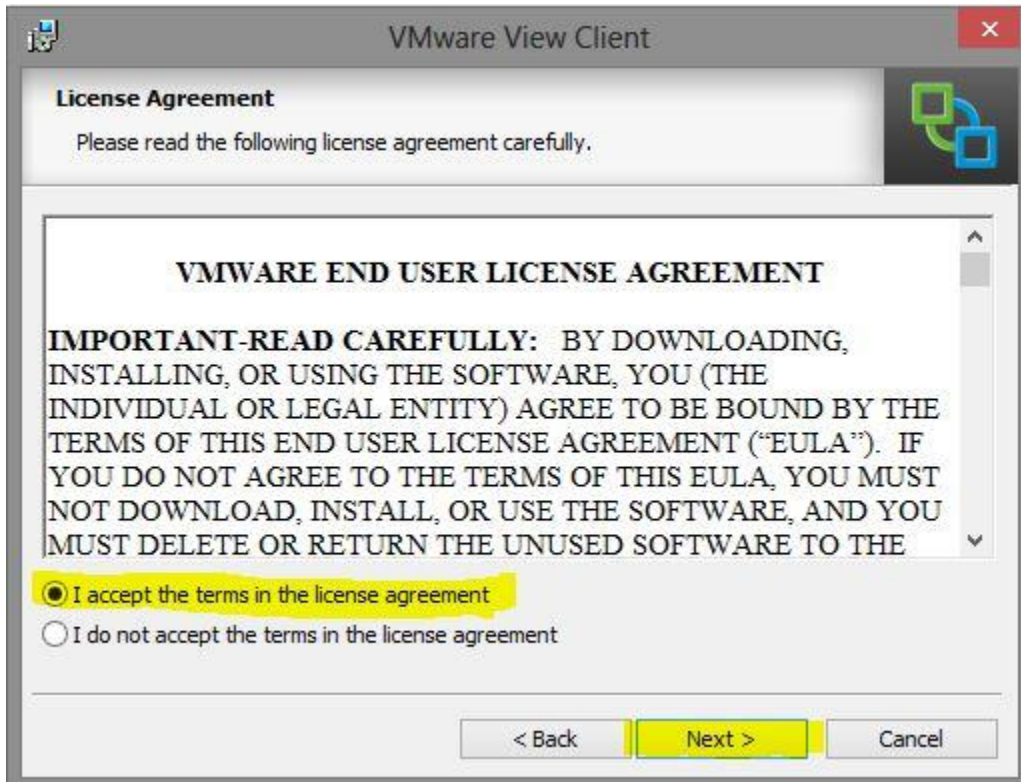 VMware View Client
License Agreement
Please read the following license agreement carefully.
VMWARE END USER LICENSE AGREEMENT
IMPORTANT-READ CAREFULLY: BY DOWNLOADING,
INSTALLING, OR USING THE SOFTWARE, YOU (THE
INDIVIDUAL OR LEGAL ENTITY) AGREE TO BE BOUND BY THE
TERMS OF THIS END USER LICENSE AGREEMENT (“EULA”). IF
YOU DO NOT AGREE TO THE TERMS OF THIS EULA, YOU MUST
NOT DOWNLOAD, INSTALL, OR USE THE SOFTWARE, AND YOU
MUST DELETE OR RETURN THE UNUSED SOFTWARE TO THE
I accept the terms in the license agreement
I do not accept the terms in the license agreement
< Back Next > Cancel